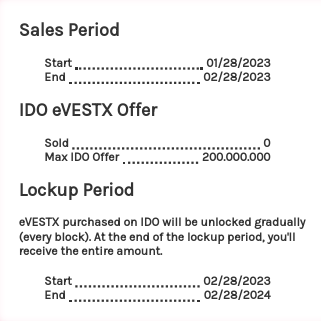 Sales Period
Start 01/28/2023
End 02/28/2023
IDO eVESTX Offer
Sold 0
Max IDO Offer 200.000.000
Lockup Period
eVESTX purchased on IDO will be unlocked gradually
(every block). At the end of the lockup period, you'll
receive the entire amount.
Start 02/28/2023
End 02/28/2024